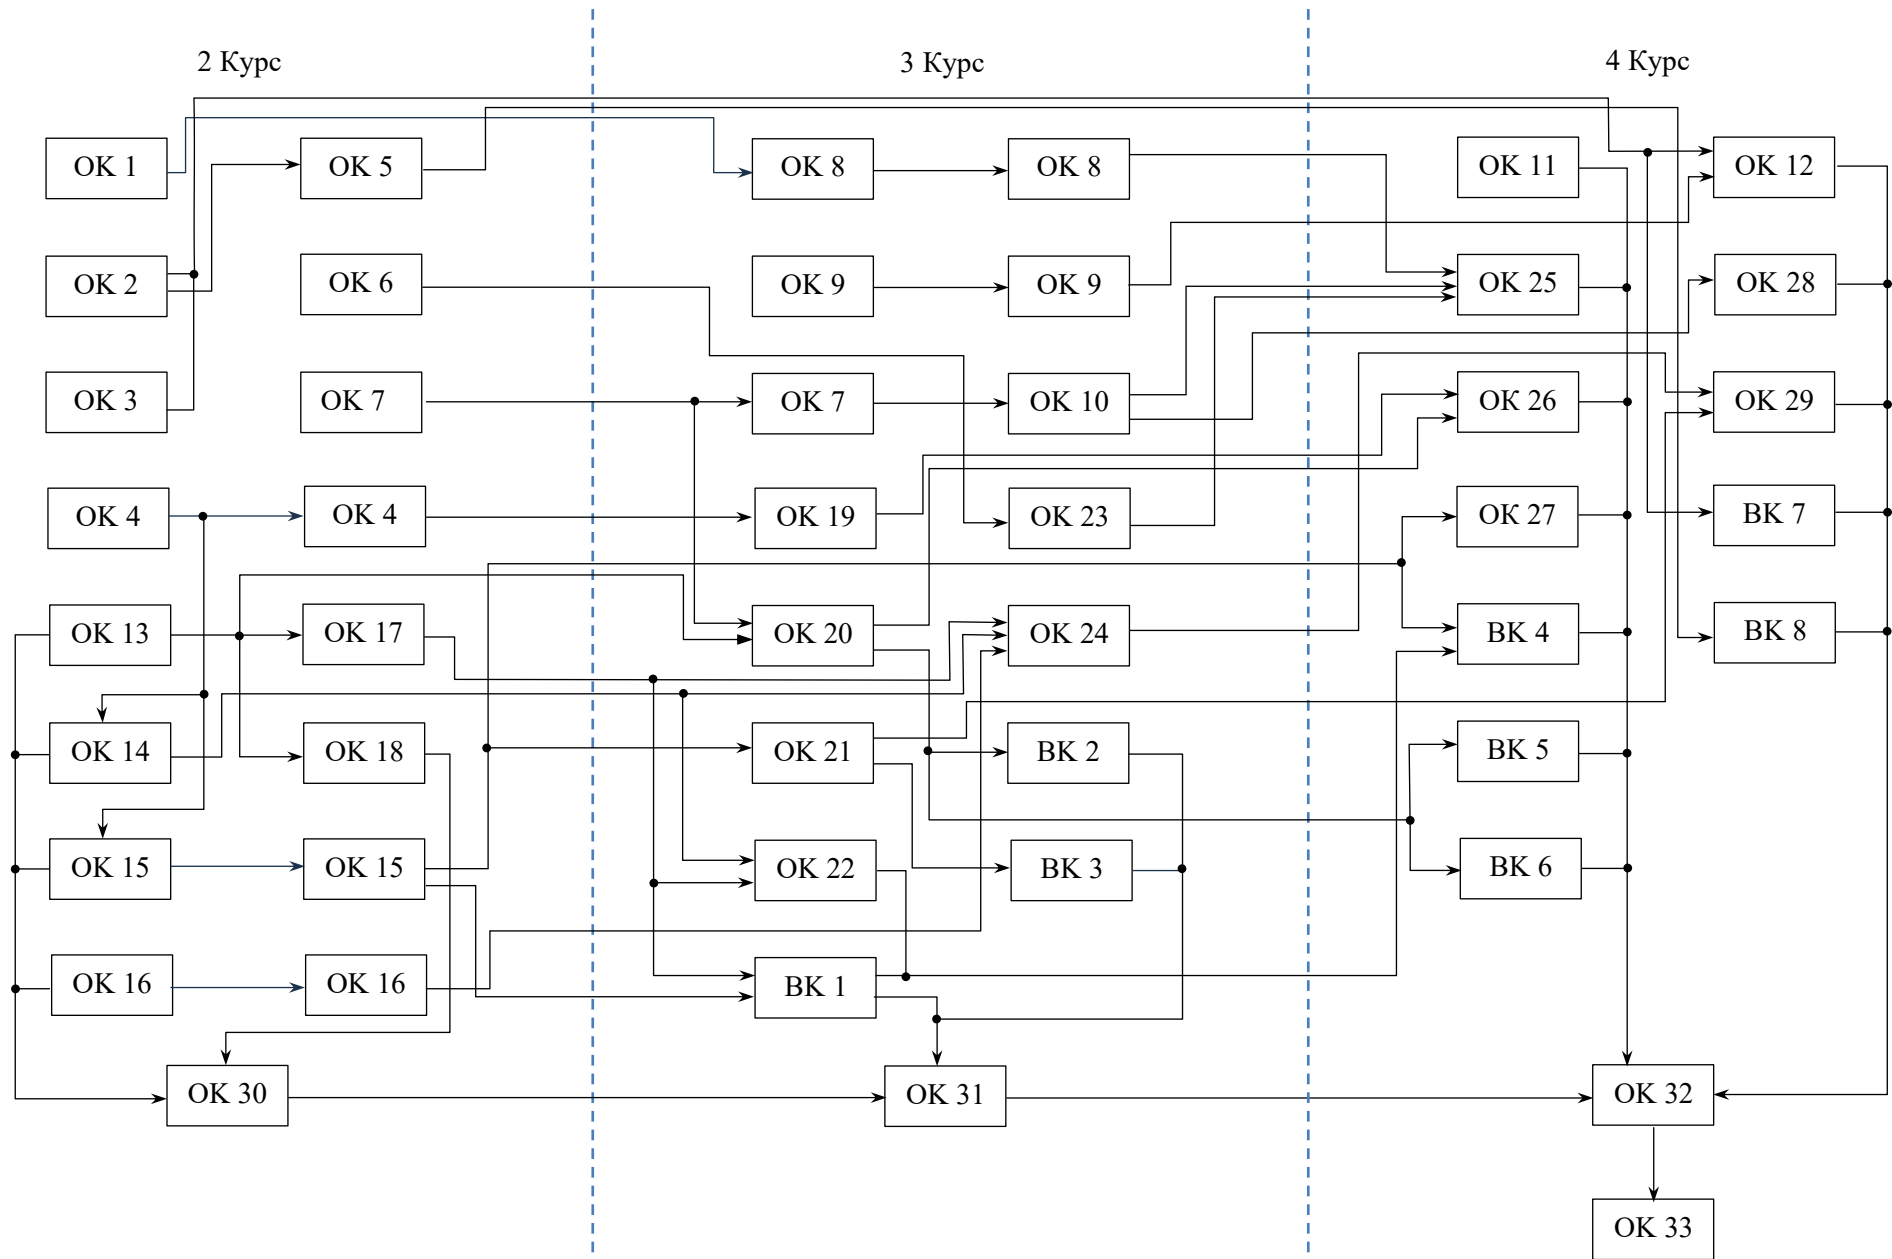 2 Курс
3 Курс
4 Курс
ОК 1
ОК 5
ОК 8
ОК 8
ОК 11
ОК 12
ОК 2
ОК 6
ОК 9
ОК 9
ОК 25
ОК 28
ОК 3
ОК 7
ОК 7
ОК 10
ОК 26
ОК 29
ОК 4
ОК 4
ОК 19
ОК 23
ОК 27
ВК 7
ОК 13
ОК 17
ОК 20
ОК 24
ВК 4
ВК 8
ОК 14
ОК 18
ОК 21
ВК 2
ВК 5
ОК 15
ОК 15
ОК 22
ВК 3
ВК 6
ОК 16
ОК 16
ВК 1
ОК 30
ОК 31
ОК 32
ОК 33